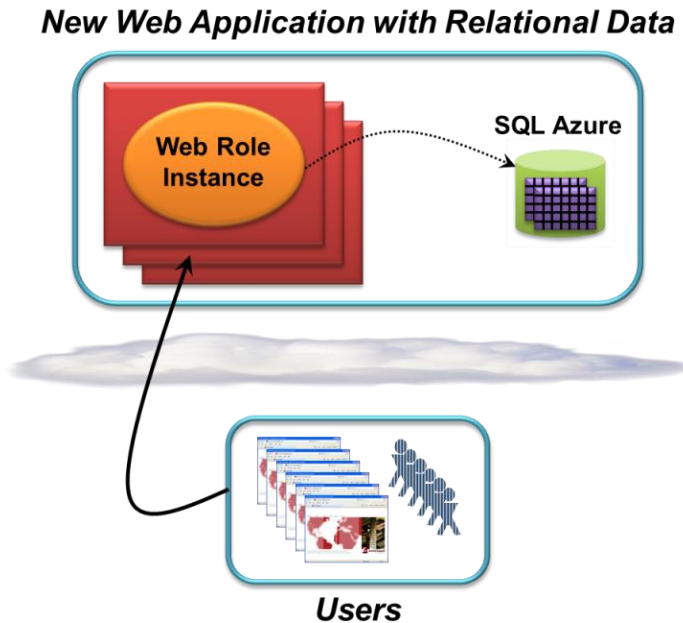 New Web Application with Relational Data
Web Role
Instance
SQL Azure
Users